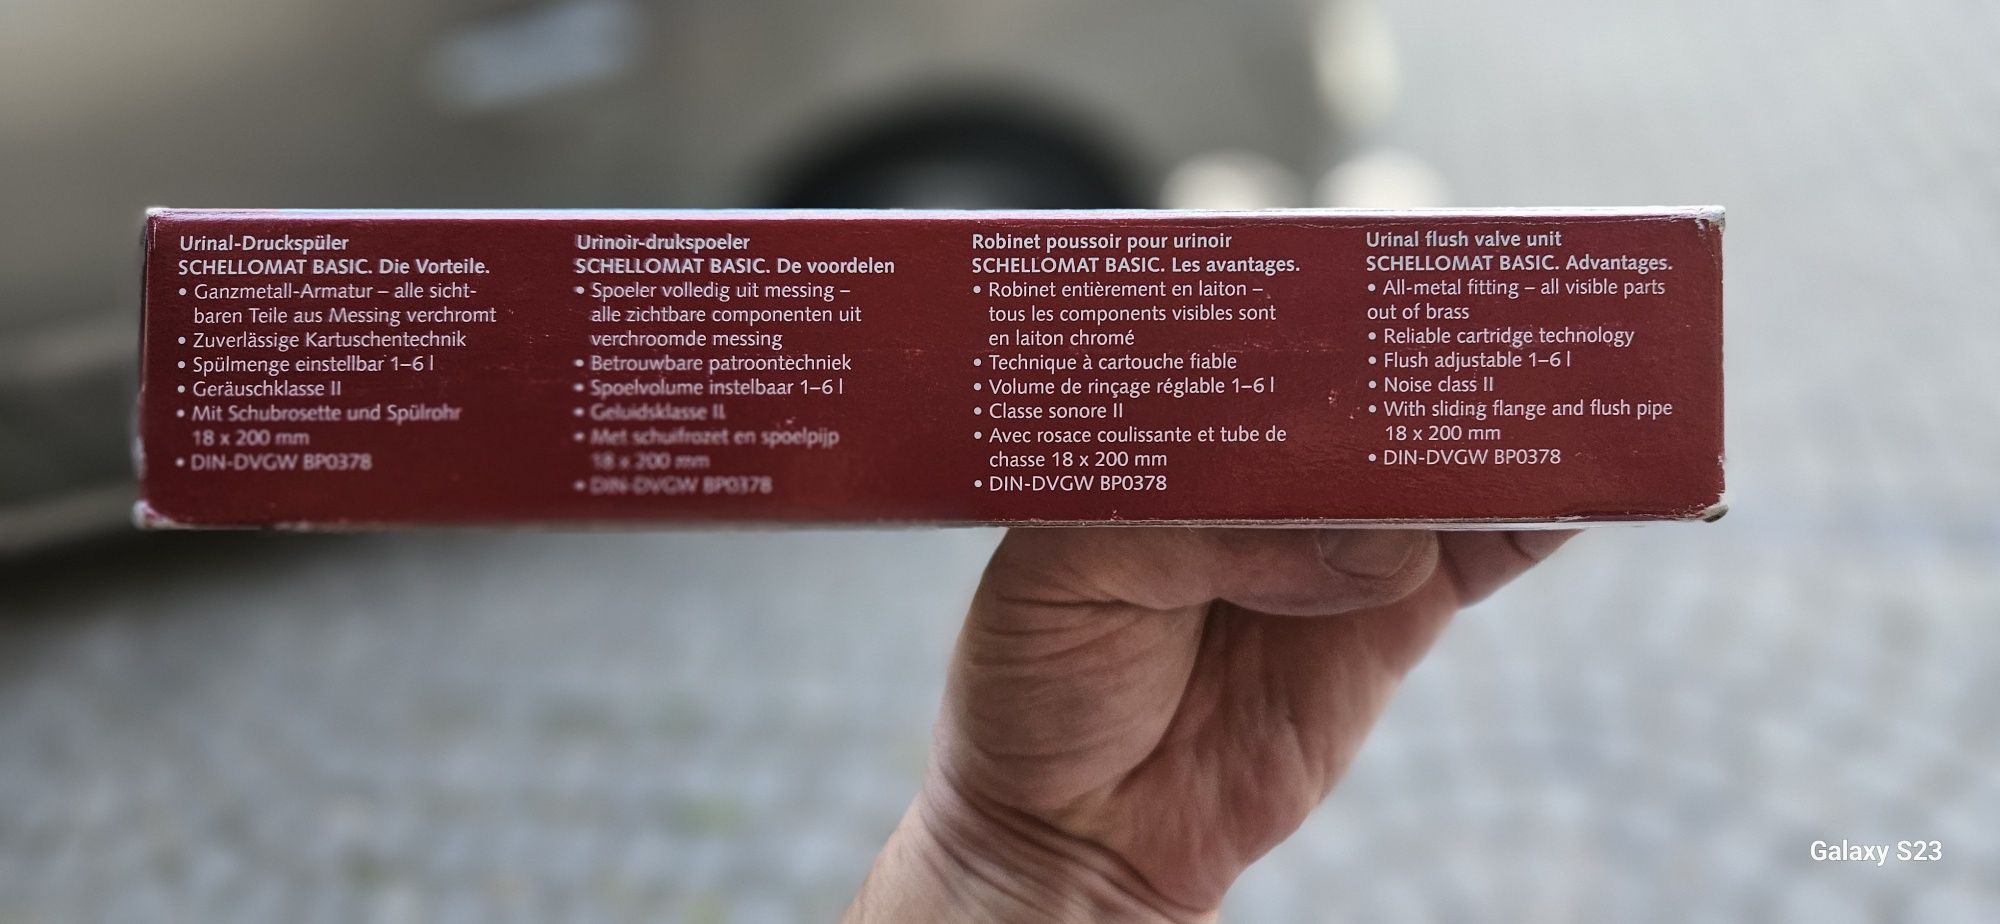 Urinal-Druckspüler
SCHELLOMAT BASIC. Die Vorteile.
• Ganzmetall-Armatur – alle sicht-
baren Teile aus Messing verchromt
• Zuverlässige Kartuschentechnik
• Spülmenge einstellbar 1–6 l
• Geräuschklasse II
• Mit Schubrosette und Spülrohr
18 x 200 mm
• DIN-DVGW BP0378
Urinoir-drukspoeler
SCHELLOMAT BASIC. De voordelen
• Spoeler volledig uit messing –
alle zichtbare componenten uit
verchroomde messing
• Betrouwbare patroontechniek
• Spoelvolume instelbaar 1–6 l
• Geluidsklasse II
• Met schuifrozet en spoelpijp
18 x 200 mm
• DIN-DVGW BP0378
Robinet poussoir pour urinoir
SCHELLOMAT BASIC. Les avantages.
• Robinet entièrement en laiton –
tous les components visibles sont
en laiton chromé
• Technique à cartouche fiable
• Volume de rinçage réglable 1–6 l
• Classe sonore II
• Avec rosace coulissante et tube de
chasse 18 x 200 mm
• DIN-DVGW BP0378
Urinal flush valve unit
SCHELLOMAT BASIC. Advantages.
• All-metal fitting – all visible parts
out of brass
• Reliable cartridge technology
• Flush adjustable 1–6 l
• Noise class II
• With sliding flange and flush pipe
18 x 200 mm
• DIN-DVGW BP0378
Galaxy S23